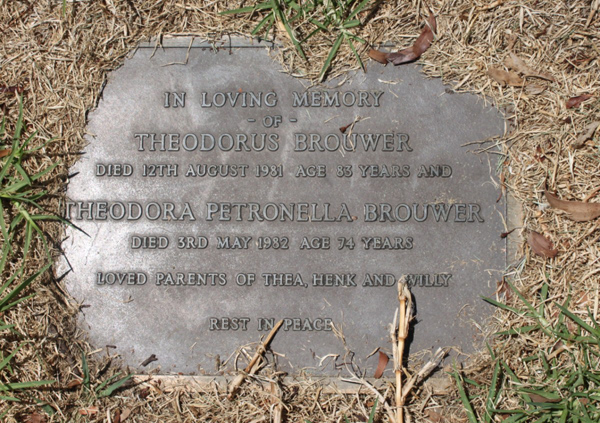 IN LOVING MEMORY
- OF -
THEODORUS BROUWER
DIED 12TH AUGUST 1981 AGE 83 YEARS AND
THEODORA PETRONELLA BROUWER
DIED 3RD MAY 1982 AGE 74 YEARS
LOVED PARENTS OF THEA, HENK AND WILLY
REST IN PEACE